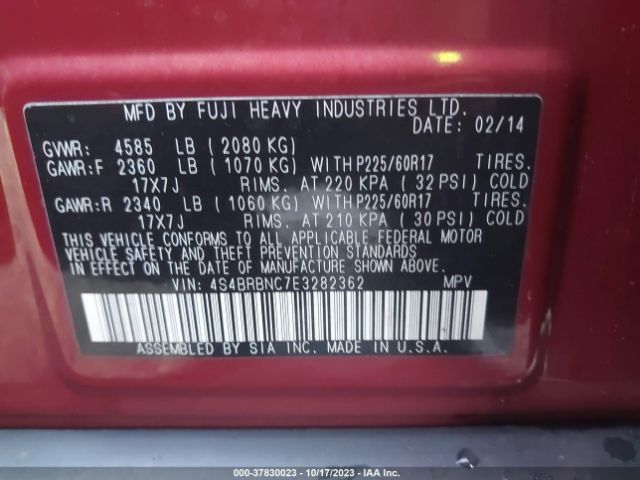 MFD BY FUJI HEAVY INDUSTRIES LTD.
DATE: 02/14
GVWR: 4585 LB ( 2080 KG)
GAWR:F 2360 LB ( 1070 KG) WITH P225/60R17 TIRES.
17X7J RIMS. AT 220 KPA ( 32 PSI) COLD
GAWR:R 2340 LB ( 1060 KG) WITH P225/60R17 TIRES.
17X7J RIMS. AT 210 KPA ( 30 PSI) COLD
THIS VEHICLE CONFORMS TO ALL APPLICABLE FEDERAL MOTOR
VEHICLE SAFETY AND THEFT PREVENTION STANDARDS IN EFFECT
ON THE DATE OF MANUFACTURE SHOWN ABOVE.
VIN: 4S4BRBNC7E3282362 MPV
ASSEMBLED BY SIA INC. MADE IN U.S.A.
000-37830023 - 10/17/2023 - IAAI.com